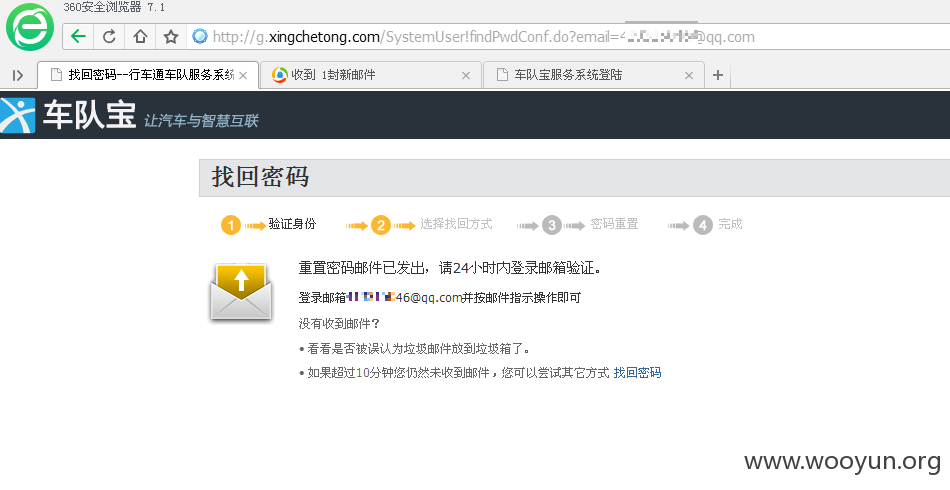 360安全浏览器 7.1
http://g.xingchetong.com/SystemUser!findPwdConf.do?email=4 @qq.com
找回密码--行车通车队服务系统
收到 1封新邮件
车队宝服务系统登陆
车队宝 让汽车与智慧互联
找回密码
1 验证身份 2 选择找回方式 3 密码重置 4 完成
重置密码邮件已发出，请24小时内登录邮箱验证。
登录邮箱 46@qq.com并按邮件指示操作即可
没有收到邮件？
• 看看是否被误认为垃圾邮件放到垃圾箱了。
• 如果超过10分钟您仍然未收到邮件，您可以尝试其它方式 找回密码
www.wooyun.org